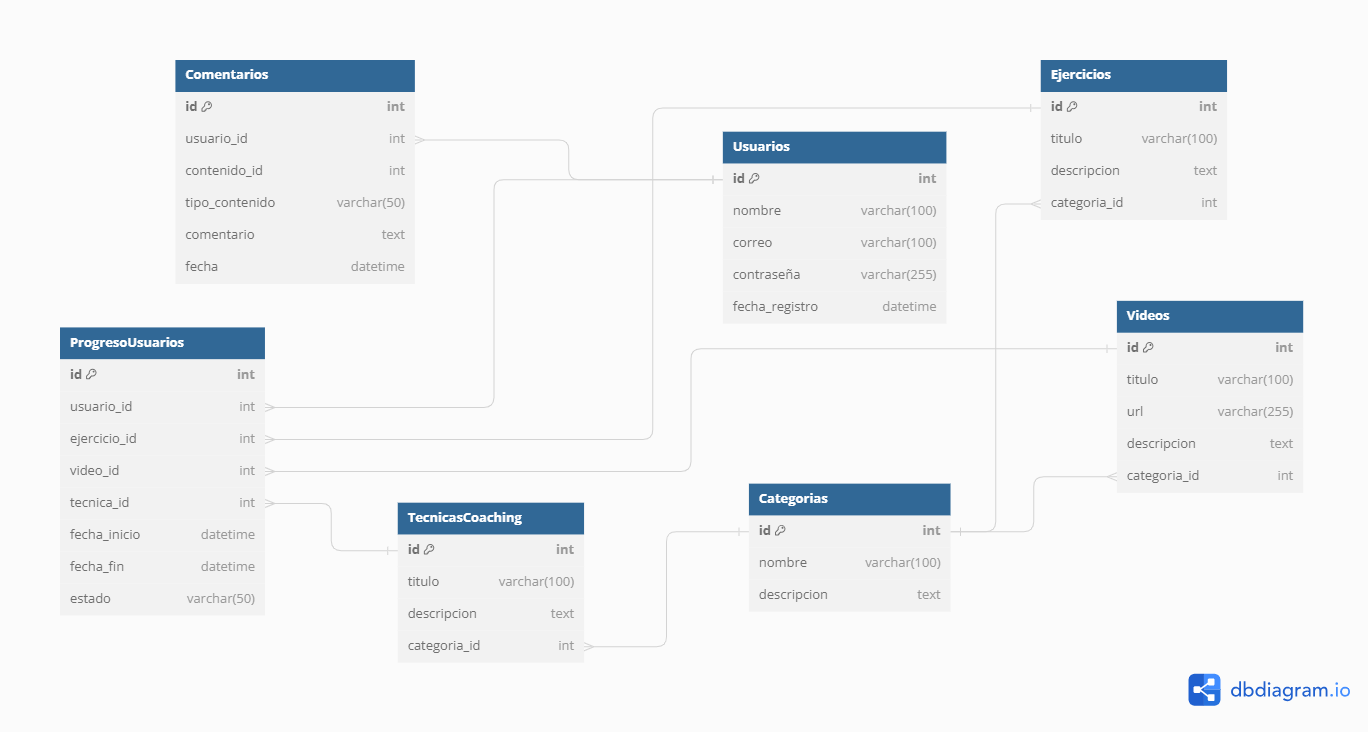 Comentarios
id int
usuario_id int
contenido_id int
tipo_contenido varchar(50)
comentario text
fecha datetime
Ejercicios
id int
titulo varchar(100)
descripcion text
categoria_id int
Usuarios
id int
nombre varchar(100)
correo varchar(100)
contraseña varchar(255)
fecha_registro datetime
Videos
id int
titulo varchar(100)
url varchar(255)
descripcion text
categoria_id int
ProgresoUsuarios
id int
usuario_id int
ejercicio_id int
video_id int
tecnica_id int
fecha_inicio datetime
fecha_fin datetime
estado varchar(50)
TecnicasCoaching
id int
titulo varchar(100)
descripcion text
categoria_id int
Categorias
id int
nombre varchar(100)
descripcion text
dbdiagram.io